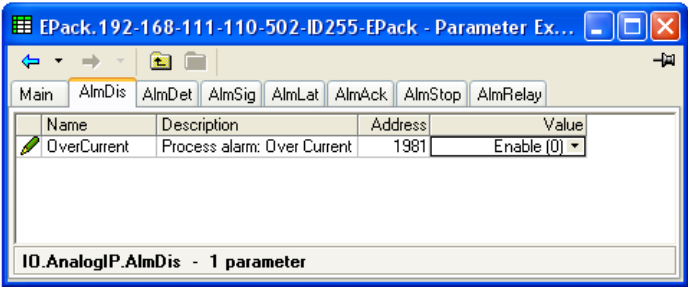 EPack.192-168-111-110-502-ID255-EPack - Parameter Ex...
Main AlmDis AlmDet AlmSig AlmLat AlmAck AlmStop AlmRelay
Name Description Address Value
OverCurrent Process alarm: Over Current 1981 Enable (0)
IO.AnalogIP.AlmDis - 1 parameter